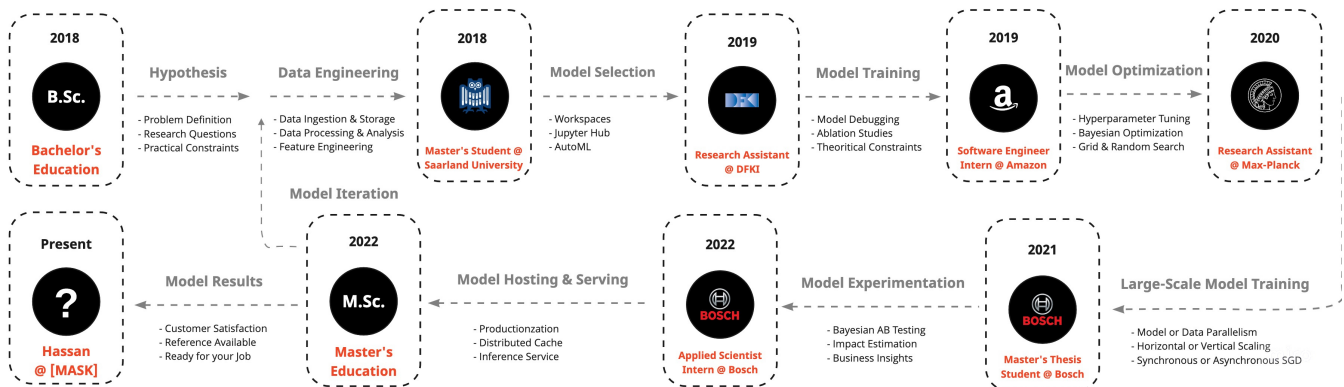 2018
B.Sc.
Bachelor's
Education
Hypothesis
- Problem Definition
- Research Questions
- Practical Constraints
Data Engineering
- Data Ingestion & Storage
- Data Processing & Analysis
- Feature Engineering
2018
Master's Student @
Saarland University
Model Selection
- Workspaces
- Jupyter Hub
- AutoML
2019
DFKI
Research Assistant
@ DFKI
Model Training
- Model Debugging
- Ablation Studies
- Theoritical Constraints
2019
a
Software Engineer
Intern @ Amazon
Model Optimization
- Hyperparameter Tuning
- Bayesian Optimization
- Grid & Random Search
2020
Research Assistant
@ Max-Planck
Large-Scale Model Training
- Model or Data Parallelism
- Horizontal or Vertical Scaling
- Synchronous or Asynchronous SGD
2021
BOSCH
Master's Thesis
Student @ Bosch
Model Experimentation
- Bayesian AB Testing
- Impact Estimation
- Business Insights
2022
BOSCH
Applied Scientist
Intern @ Bosch
Model Hosting & Serving
- Productionzation
- Distributed Cache
- Inference Service
2022
M.Sc.
Master's
Education
Model Iteration
Model Results
- Customer Satisfaction
- Reference Available
- Ready for your Job
Present
?
Hassan
@ [MASK]